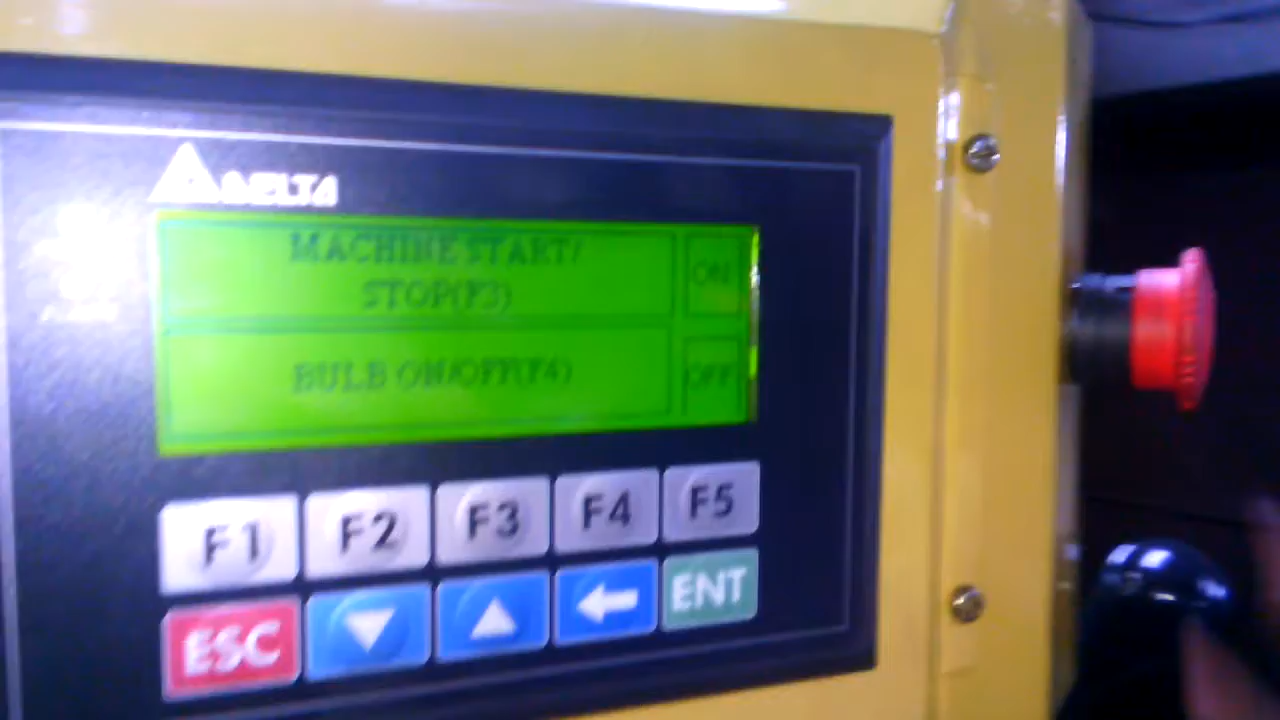 DELTA
MACHINE START/
STOP(F3)
ON
BULB ON/OFF(F4)
OFF
F1 F2 F3 F4 F5
ESC ENT